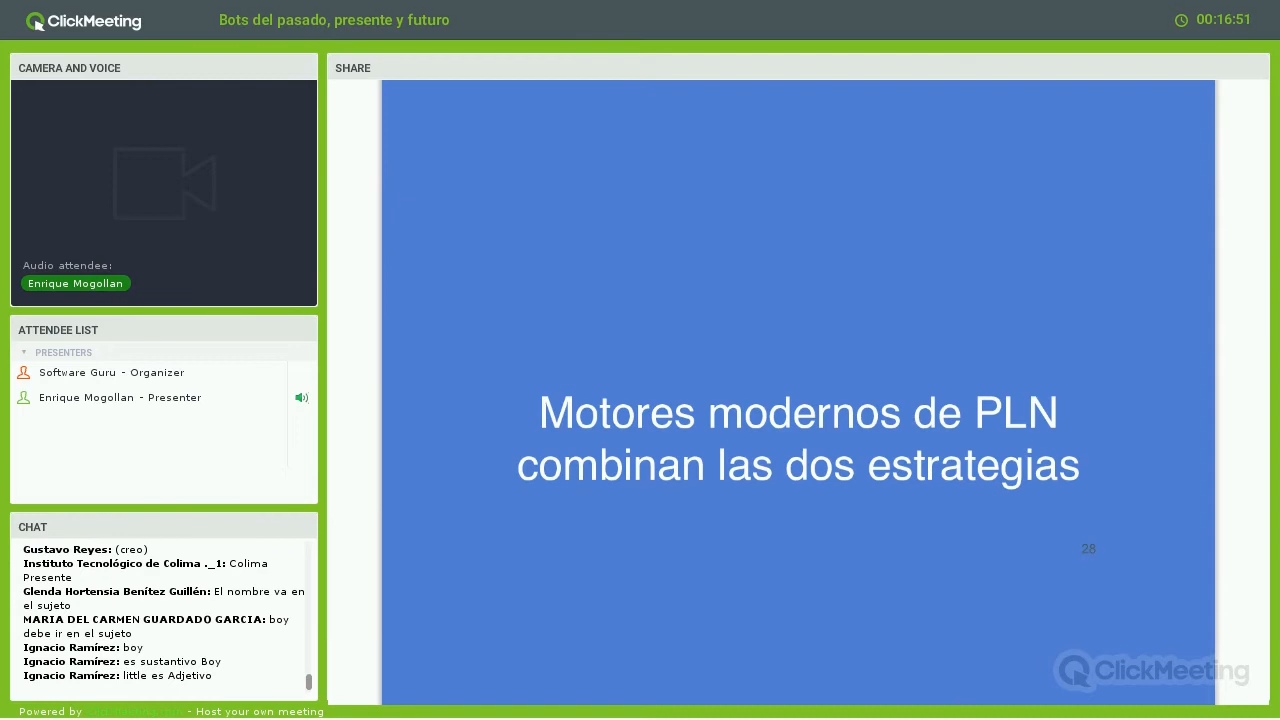 ClickMeeting
Bots del pasado, presente y futuro
00:16:51
CAMERA AND VOICE
Audio attendee:
Enrique Mogollan
ATTENDEE LIST
PRESENTERS
Software Guru - Organizer
Enrique Mogollan - Presenter
CHAT
Gustavo Reyes: (creo)
Instituto Tecnológico de Colima ._1: Colima
Presente
Glenda Hortensia Benítez Guillén: El nombre va en
el sujeto
MARIA DEL CARMEN GUARDADO GARCIA: boy
debe ir en el sujeto
Ignacio Ramírez: boy
Ignacio Ramírez: es sustantivo Boy
Ignacio Ramírez: little es Adjetivo
Powered by - Host your own meeting
SHARE
Motores modernos de PLN
combinan las dos estrategias
28
ClickMeeting